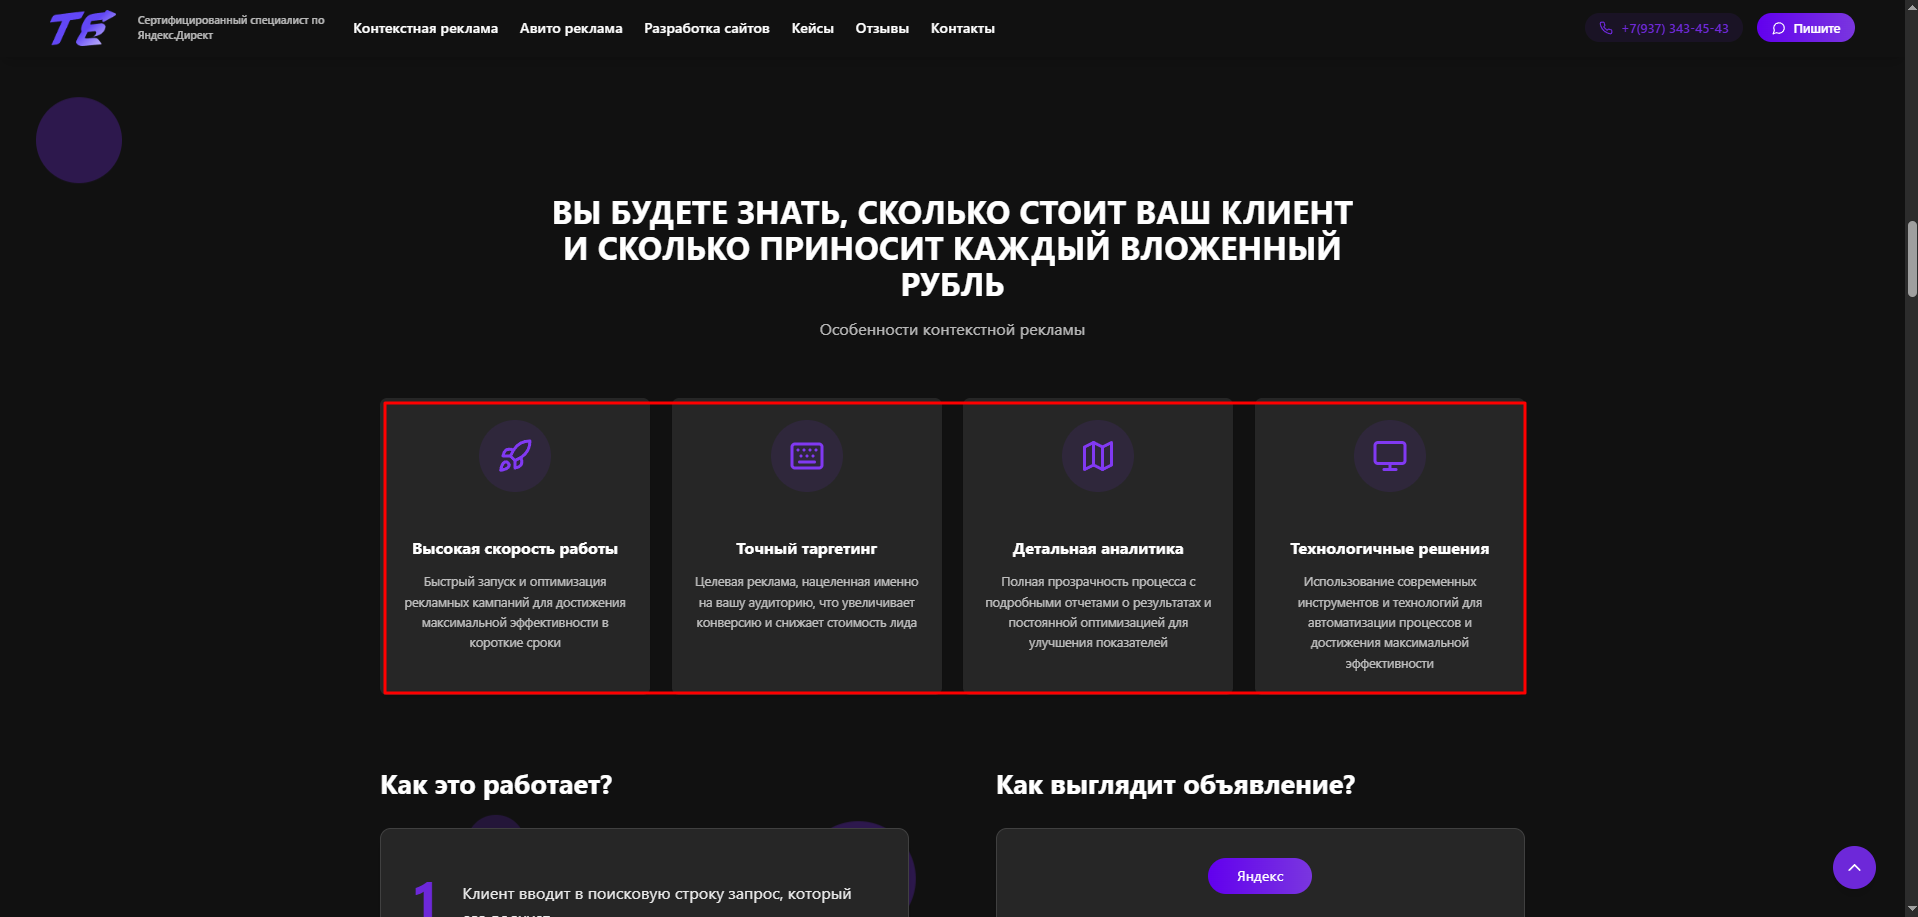 ТЕ
Сертифицированный специалист по
Яндекс.Директ
Контекстная реклама
Авито реклама
Разработка сайтов
Кейсы
Отзывы
Контакты
+7(937) 343-45-43
Пишите
ВЫ БУДЕТЕ ЗНАТЬ, СКОЛЬКО СТОИТ ВАШ КЛИЕНТ
И СКОЛЬКО ПРИНОСИТ КАЖДЫЙ ВЛОЖЕННЫЙ
РУБЛЬ
Особенности контекстной рекламы
Высокая скорость работы
Быстрый запуск и оптимизация
рекламных кампаний для достижения
максимальной эффективности в
короткие сроки
Точный таргетинг
Целевая реклама, нацеленная именно
на вашу аудиторию, что увеличивает
конверсию и снижает стоимость лида
Детальная аналитика
Полная прозрачность процесса с
подробными отчетами о результатах и
постоянной оптимизацией для
улучшения показателей
Технологичные решения
Использование современных
инструментов и технологий для
автоматизации процессов и
достижения максимальной
эффективности
Как это работает?
1
Клиент вводит в поисковую строку запрос, который
Как выглядит объявление?
Яндекс